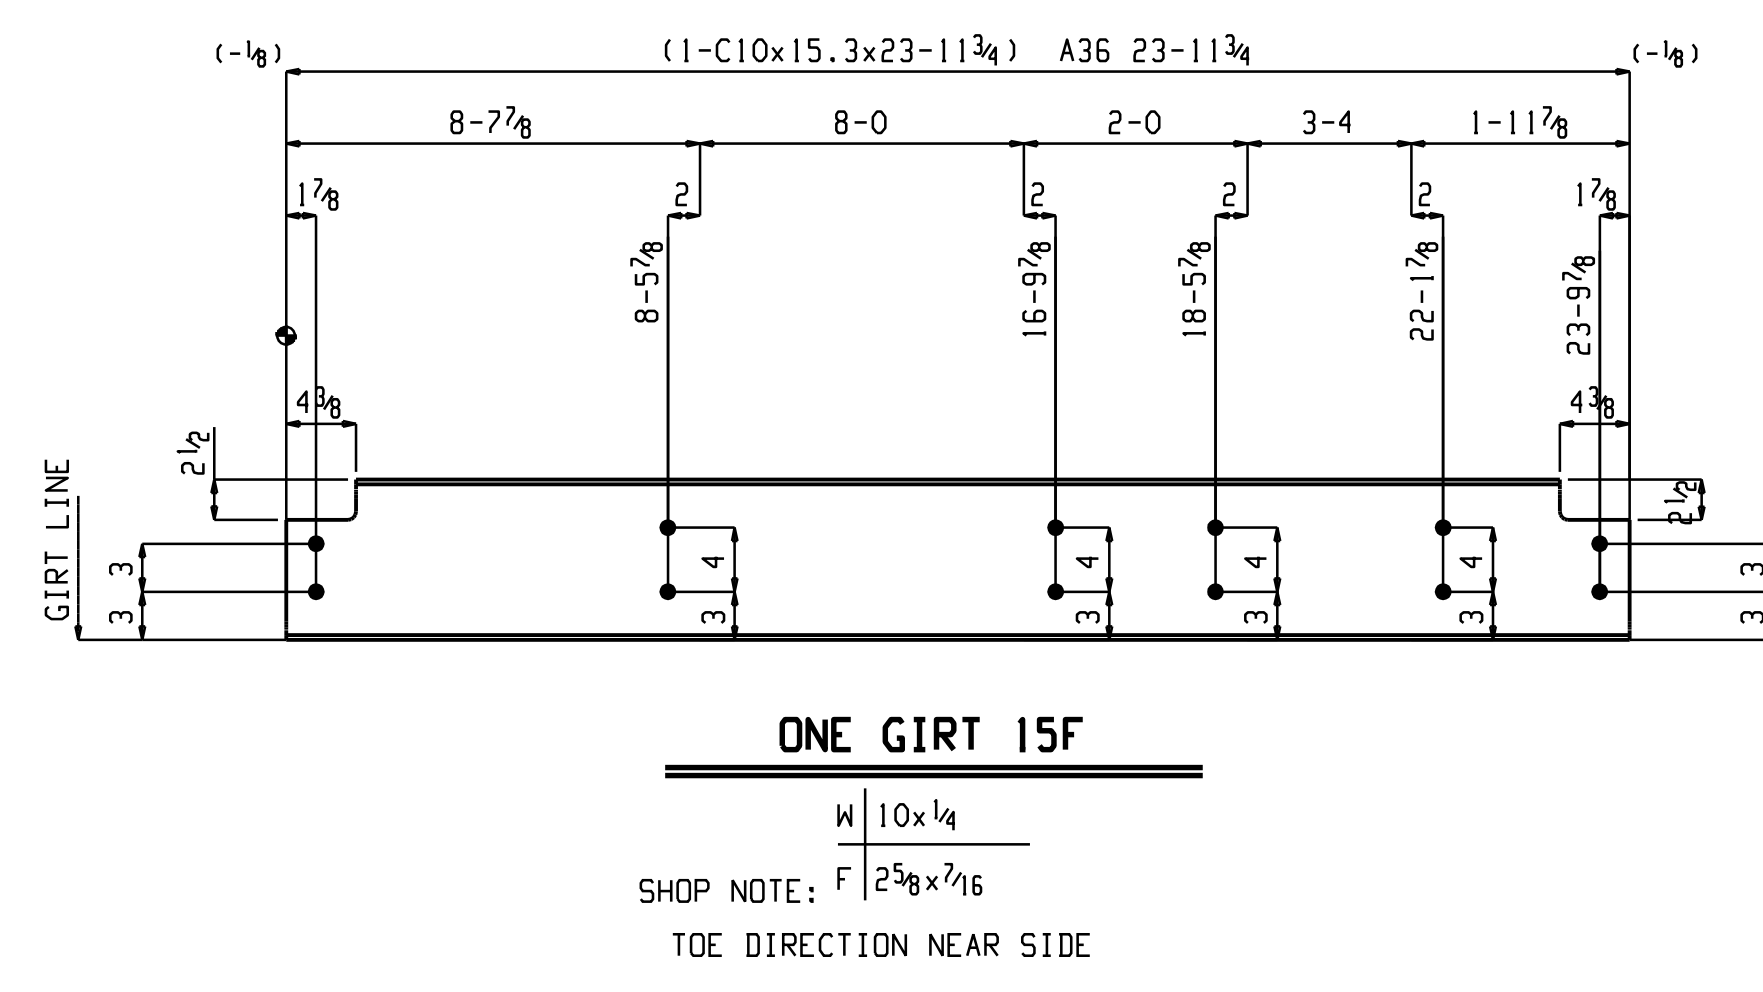 (-1/8) (1-C10x15.3x23-11 3/4) A36 23-11 3/4 (-1/8)
8-7 7/8 8-0 2-0 3-4 1-11 7/8
1 7/8 2 2 2 2 1 7/8
8-5 7/8 16-9 7/8 18-5 7/8 22-1 7/8 23-9 7/8
4 3/8 4 3/8
2 1/2 2 1/2
GIRT LINE
3 4 4 4 3
3 3 3 3 3 3
4
ONE GIRT 15F
W 10x1/4
F 2 5/8x7/16
SHOP NOTE:
TOE DIRECTION NEAR SIDE